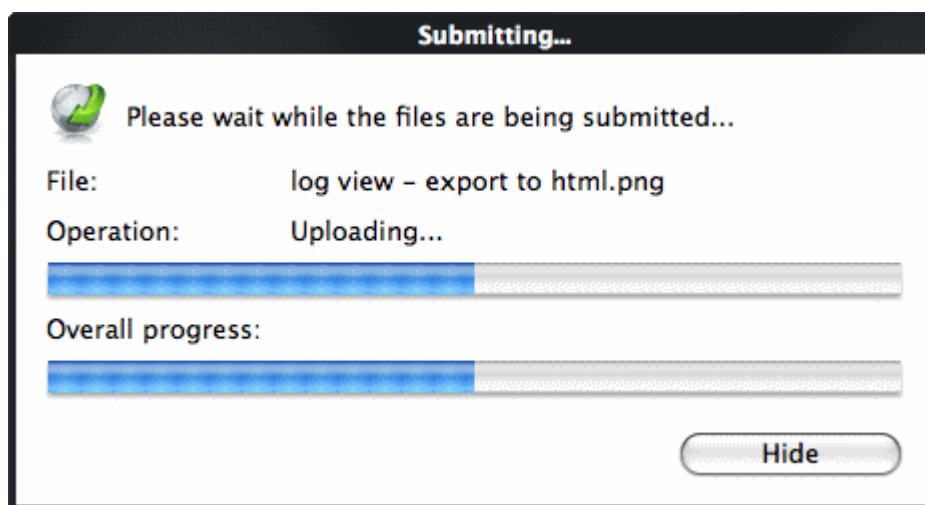 Submitting...
Please wait while the files are being submitted...
File: log view – export to html.png
Operation: Uploading...
Overall progress:
Hide